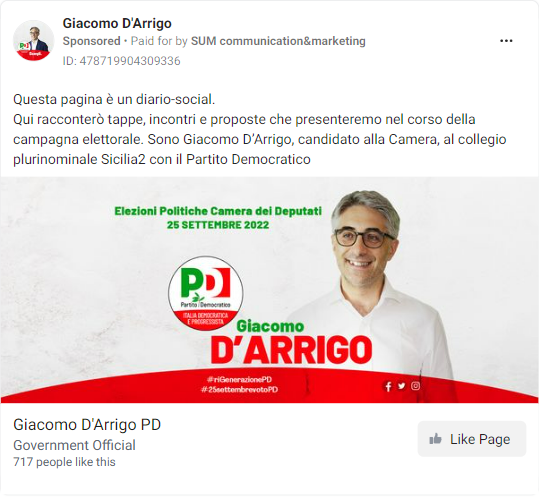 Giacomo D'Arrigo
Sponsored • Paid for by SUM communication&marketing
ID: 478719904309336
Questa pagina è un diario-social.
Qui racconterò tappe, incontri e proposte che presenteremo nel corso della
campagna elettorale. Sono Giacomo D'Arrigo, candidato alla Camera, al collegio
plurinominale Sicilia2 con il Partito Democratico
Elezioni Politiche Camera dei Deputati
25 SETTEMBRE 2022
PD
Partito Democratico
ITALIA DEMOCRATICA
E PROGRESSISTA
Giacomo
D'ARRIGO
#riGenerazionePD
#25settembrevotoPD
Giacomo D'Arrigo PD
Government Official
717 people like this
Like Page